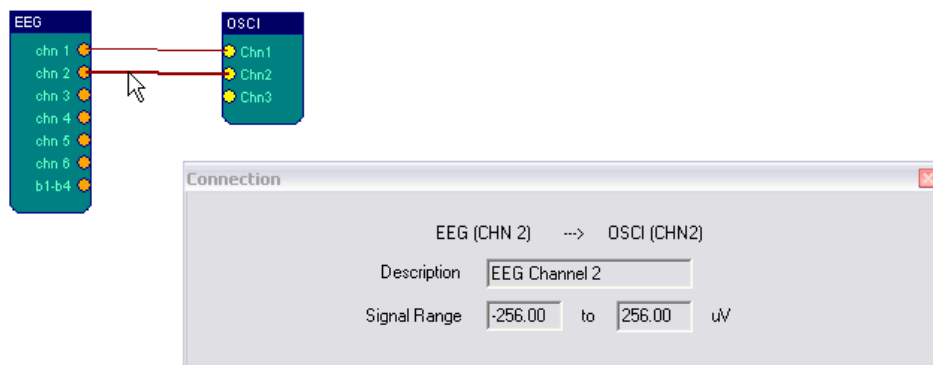 EEG
chn 1
chn 2
chn 3
chn 4
chn 5
chn 6
b1-b4
OSCI
Chn1
Chn2
Chn3
Connection
EEG (CHN 2) ---> OSCI (CHN2)
Description EEG Channel 2
Signal Range -256.00 to 256.00 uV